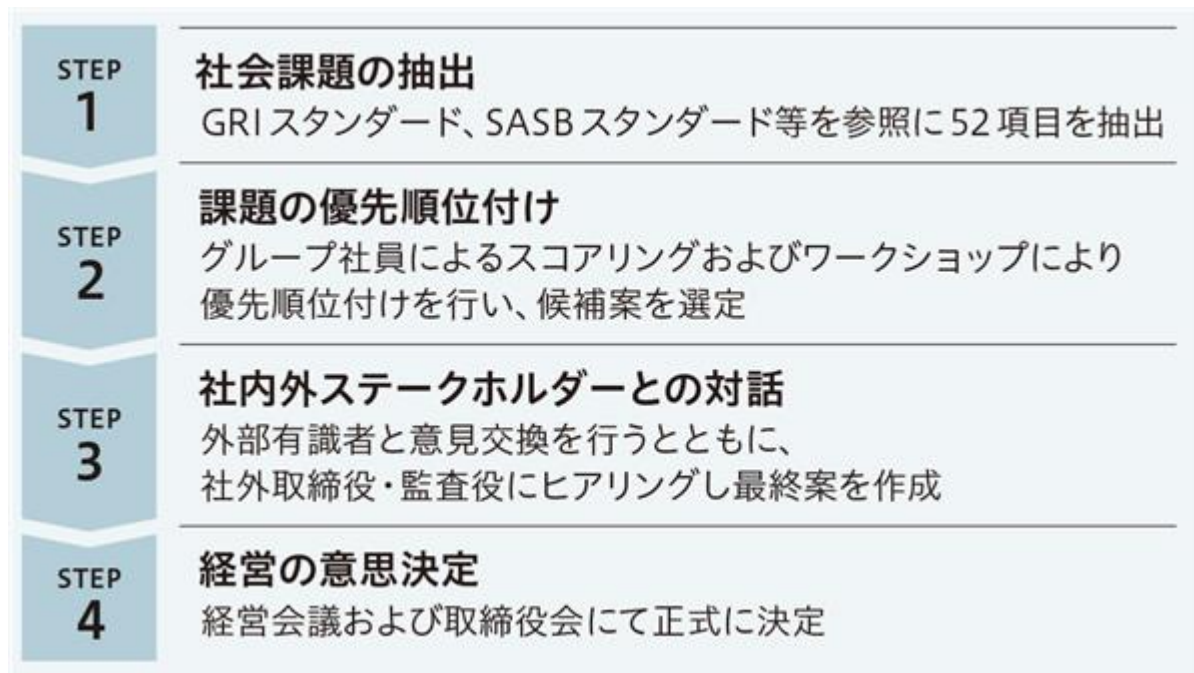 STEP
1
社会課題の抽出
GRIスタンダード、SASBスタンダード等を参照に52項目を抽出
STEP
2
課題の優先順位付け
グループ社員によるスコアリングおよびワークショップにより
優先順位付けを行い、候補案を選定
STEP
3
社内外ステークホルダーとの対話
外部有識者と意見交換を行うとともに、
社外取締役・監査役にヒアリングし最終案を作成
STEP
4
経営の意思決定
経営会議および取締役会にて正式に決定